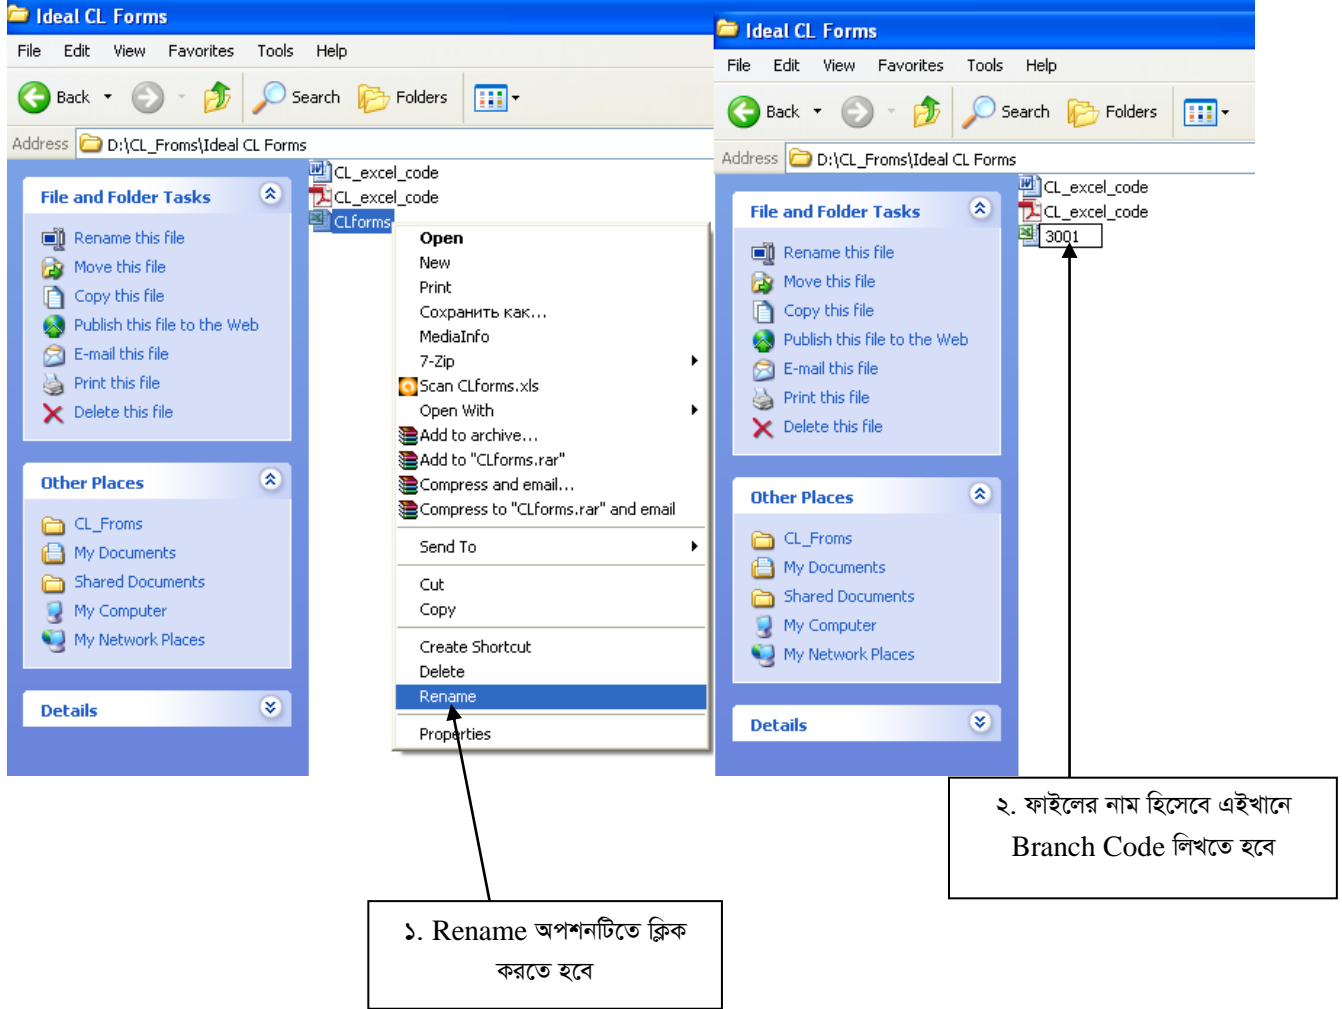 Ideal CL Forms
File Edit View Favorites Tools Help
Back Search Folders
Address D:\CL_Froms\Ideal CL Forms
File and Folder Tasks
Rename this file
Move this file
Copy this file
Publish this file to the Web
E-mail this file
Print this file
Delete this file
Other Places
CL_Froms
My Documents
Shared Documents
My Computer
My Network Places
Details
CL_excel_code
CL_excel_code
CLforms
Open
New
Print
Сохранить как...
MediaInfo
7-Zip
Scan CLforms.xls
Open With
Add to archive...
Add to "CLforms.rar"
Compress and email...
Compress to "CLforms.rar" and email
Send To
Cut
Copy
Create Shortcut
Delete
Rename
Properties
Ideal CL Forms
File Edit View Favorites Tools Help
Back Search Folders
Address D:\CL_Froms\Ideal CL Forms
File and Folder Tasks
Rename this file
Move this file
Copy this file
Publish this file to the Web
E-mail this file
Print this file
Delete this file
Other Places
CL_Froms
My Documents
Shared Documents
My Computer
My Network Places
Details
CL_excel_code
CL_excel_code
3001
১. Rename অপশনটিতে ক্লিক
করতে হবে
২. ফাইলের নাম হিসেবে এইখানে
Branch Code লিখতে হবে